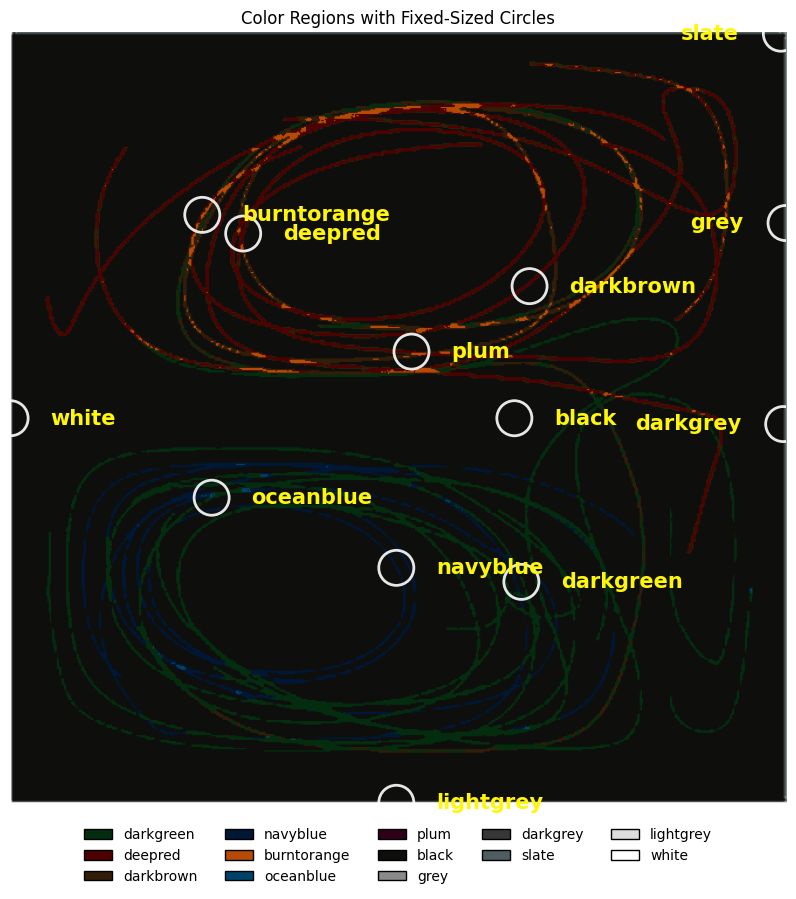 Color Regions with Fixed-Sized Circles
slate
burntorange
grey
deepred
darkbrown
plum
white
black
darkgrey
oceanblue
navyblue
darkgreen
lightgrey
darkgreen navyblue plum darkgrey lightgrey
deepred burntorange black slate white
darkbrown oceanblue grey